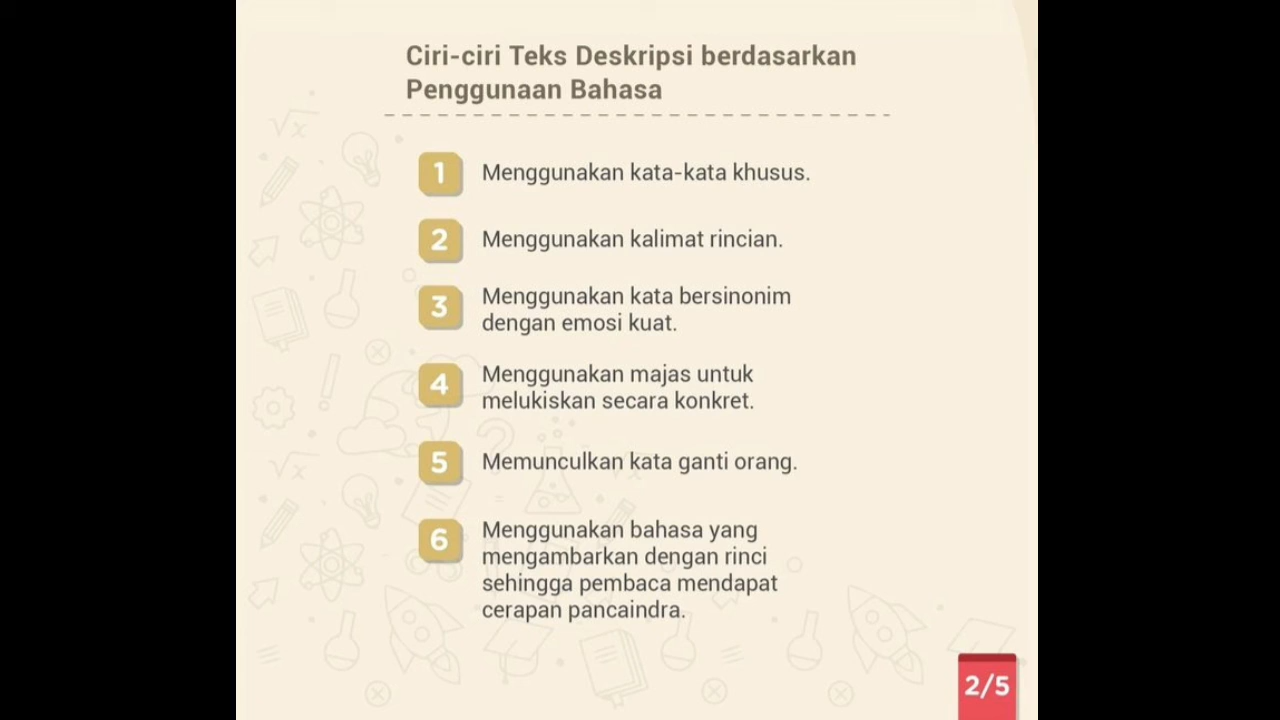 Ciri-ciri Teks Deskripsi berdasarkan
Penggunaan Bahasa
1 Menggunakan kata-kata khusus.
2 Menggunakan kalimat rincian.
3 Menggunakan kata bersinonim
dengan emosi kuat.
4 Menggunakan majas untuk
melukiskan secara konkret.
5 Memunculkan kata ganti orang.
6 Menggunakan bahasa yang
mengambarkan dengan rinci
sehingga pembaca mendapat
cerapan pancaindra.
2/5